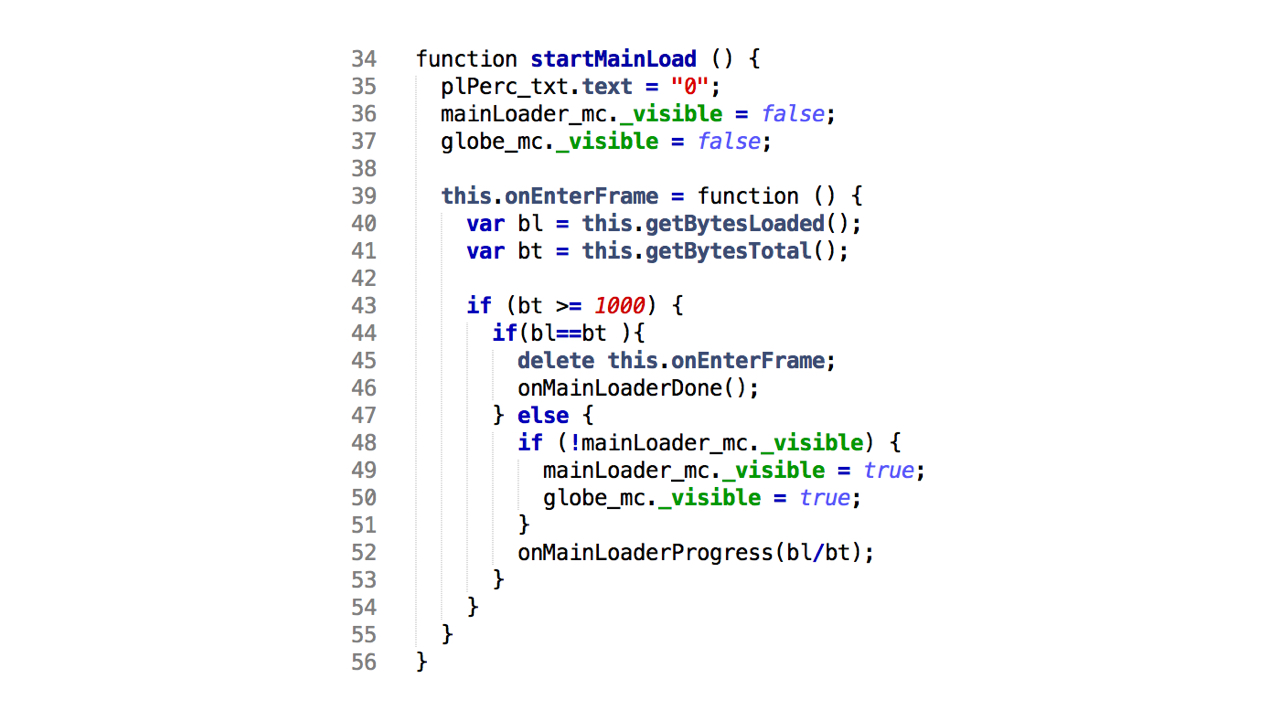 34 function startMainLoad () {
35 plPerc_txt.text = "0";
36 mainLoader_mc._visible = false;
37 globe_mc._visible = false;
38
39 this.onEnterFrame = function () {
40 var bl = this.getBytesLoaded();
41 var bt = this.getBytesTotal();
42
43 if (bt >= 1000) {
44 if(bl==bt ){
45 delete this.onEnterFrame;
46 onMainLoaderDone();
47 } else {
48 if (!mainLoader_mc._visible) {
49 mainLoader_mc._visible = true;
50 globe_mc._visible = true;
51 }
52 onMainLoaderProgress(bl/bt);
53 }
54 }
55 }
56 }